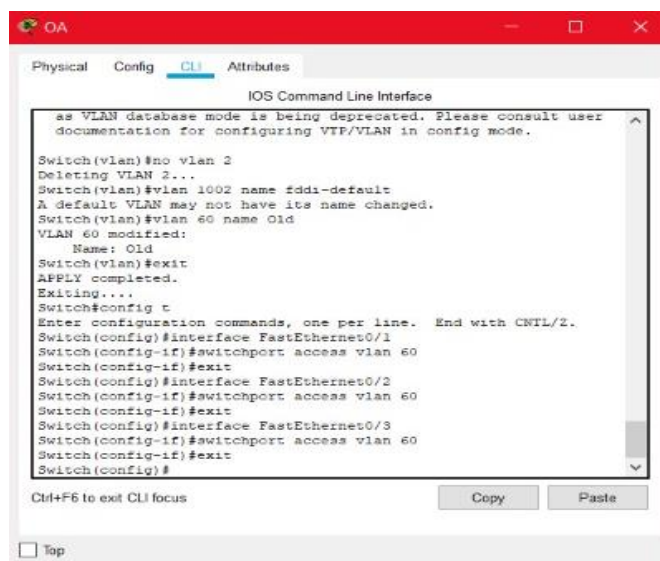 OA
Physical Config CLI Attributes
IOS Command Line Interface
as VLAN database mode is being deprecated. Please consult user
documentation for configuring VTP/VLAN in config mode.
Switch(vlan)#no vlan 2
Deleting VLAN 2...
Switch(vlan)#vlan 1002 name fddi-default
A default VLAN may not have its name changed.
Switch(vlan)#vlan 60 name Old
VLAN 60 modified:
Name: Old
Switch(vlan)#exit
APPLY completed.
Exiting....
Switch#config t
Enter configuration commands, one per line. End with CNTL/Z.
Switch(config)#interface FastEthernet0/1
Switch(config-if)#switchport access vlan 60
Switch(config-if)#exit
Switch(config)#interface FastEthernet0/2
Switch(config-if)#switchport access vlan 60
Switch(config-if)#exit
Switch(config)#interface FastEthernet0/3
Switch(config-if)#switchport access vlan 60
Switch(config-if)#exit
Switch(config)#
Ctrl+F6 to exit CLI focus Copy Paste
Top